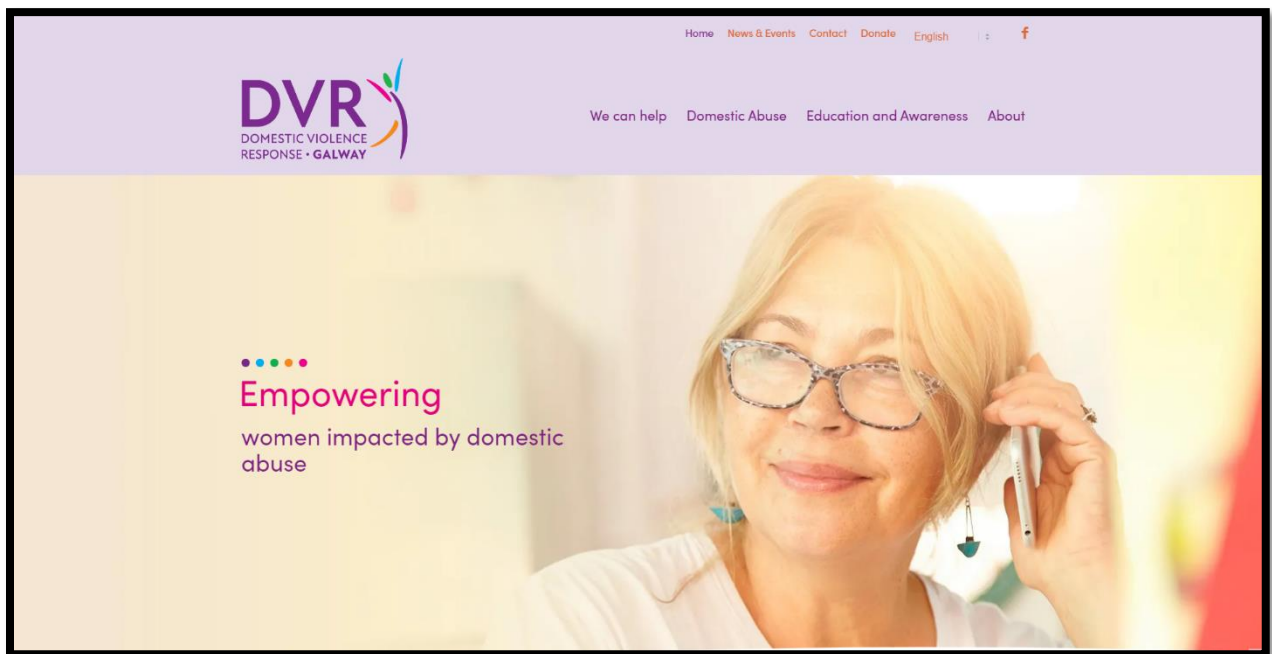 Home News & Events Contact Donate English f
DVR
DOMESTIC VIOLENCE
RESPONSE • GALWAY
We can help Domestic Abuse Education and Awareness About
Empowering
women impacted by domestic
abuse